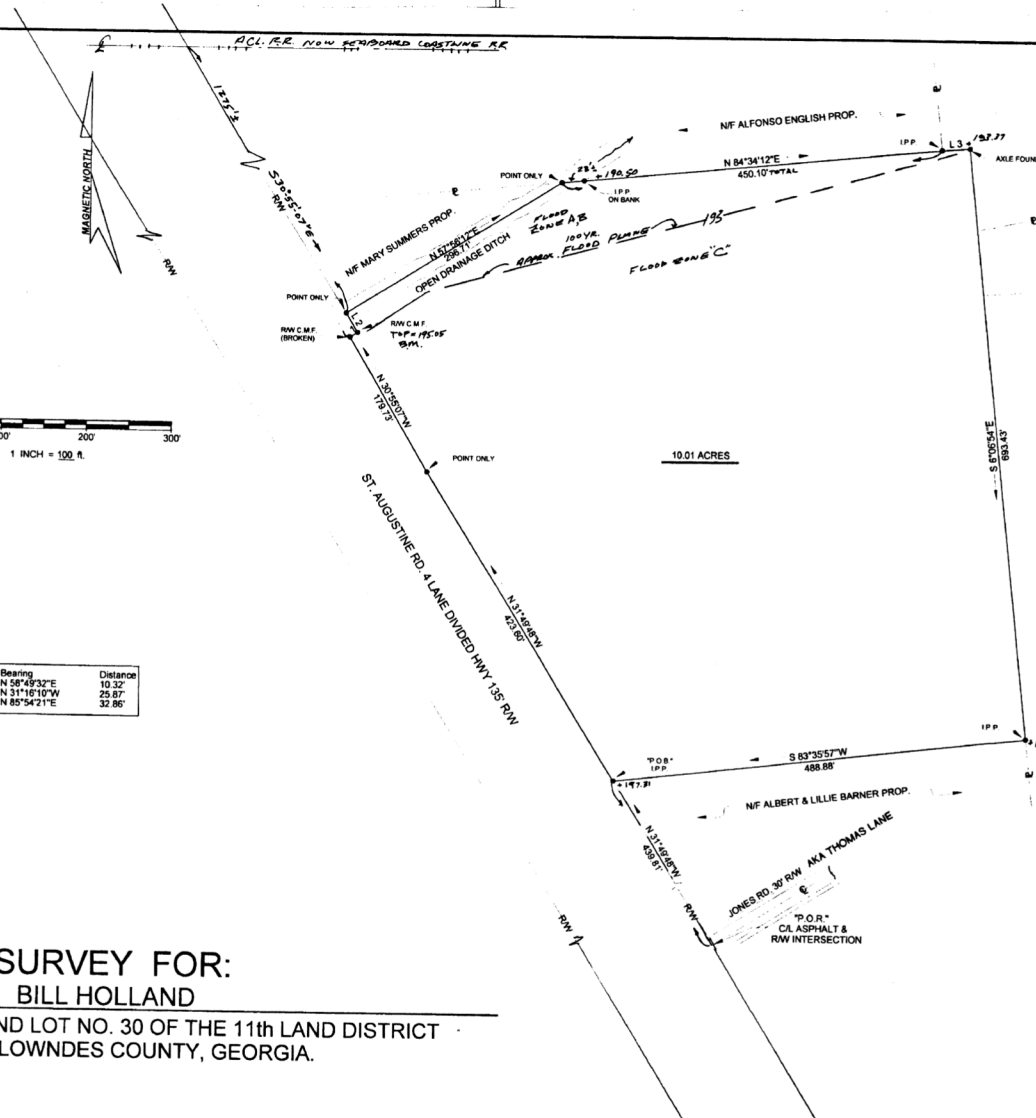 ACL. R.R. NOW SEABOARD COASTLINE RR
1275'±
S 30°55'07"E
R/W
MAGNETIC NORTH
R/W
N/F ALFONSO ENGLISH PROP.
I.P.P.
L 3
193.37
AXLE FOUND
N 84°34'12"E
450.10' TOTAL
POINT ONLY
28'±
190.50
I.P.P.
ON BANK
N/F MARY SUMMERS PROP.
N 57°56'12"E
296.71'
OPEN DRAINAGE DITCH
FLOOD
ZONE A,B
100 YR.
APPROX. FLOOD PLANE
193
FLOOD ZONE "C"
POINT ONLY
L 2
R/W C.M.F.
(BROKEN)
R/W C.M.F.
TOP = 195.05
B.M.
N 30°55'07"W
179.73'
200'
300'
1 INCH = 100 ft.
POINT ONLY
10.01 ACRES
S 6°06'54"E
693.43'
ST. AUGUSTINE RD. 4 LANE DIVIDED HWY 135' R/W
N 31°49'48"W
423.60'
Bearing Distance
N 58°49'32"E 10.32'
N 31°16'10"W 25.87'
N 85°54'21"E 32.86'
I.P.P.
"P.O.B."
I.P.P.
197.31
S 83°35'57"W
488.88'
N/F ALBERT & LILLIE BARNER PROP.
N 31°49'48"W
439.81'
R/W
JONES RD. 30' R/W AKA THOMAS LANE
"P.O.R."
C/L ASPHALT &
R/W INTERSECTION
R/W
SURVEY FOR:
BILL HOLLAND
ND LOT NO. 30 OF THE 11th LAND DISTRICT
LOWNDES COUNTY, GEORGIA.